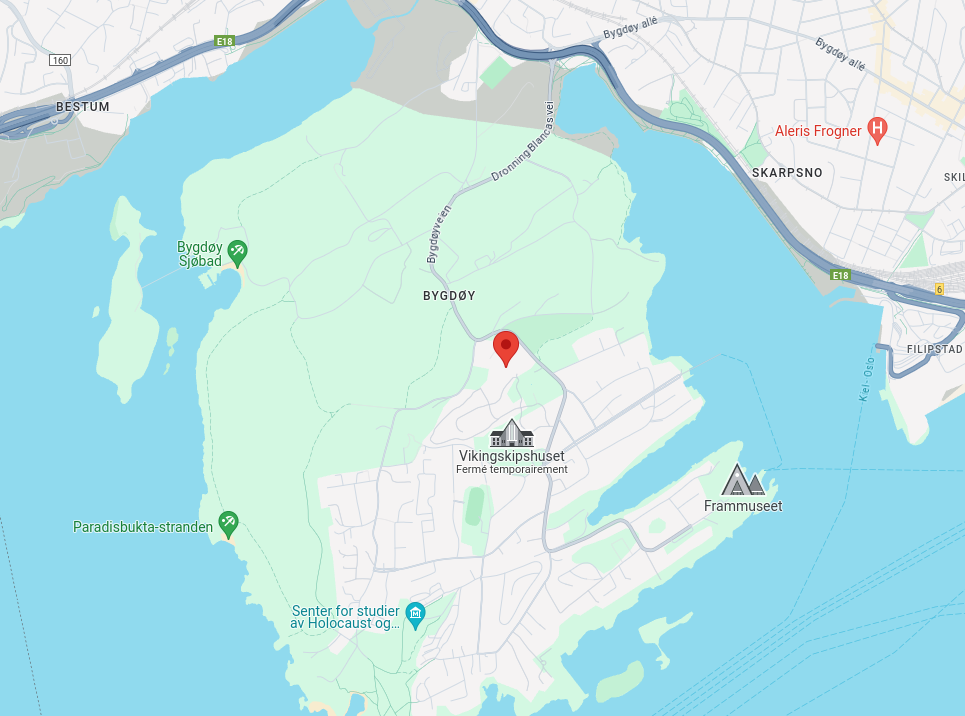 Bygdøy allé
E18
160
Bygdøy allé
BESTUM
Aleris Frogner
H
Dronning Blancas vei
SKARPSNO
SKIL
Bygdøyveien
Bygdøy
Sjøbad
E18
6
BYGDØY
FILIPSTAD
Kiel - Oslo
Vikingskipshuset
Fermé temporairement
Frammuseet
Paradisbukta-stranden
Senter for studier
av Holocaust og...